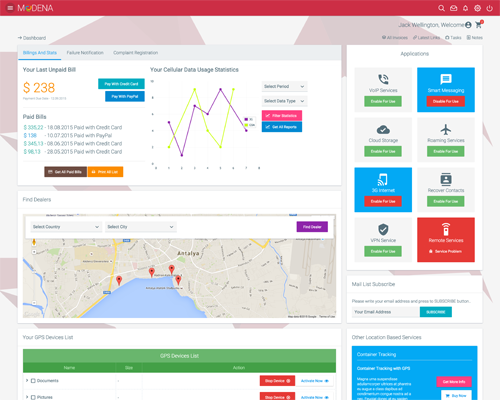 MODENA
Jack Wellington, Welcome
Dashboard
All Invoices Latest Links Tasks Notes
Billings And Stats Failure Notification Complaint Registration
Your Last Unpaid Bill
$ 238
Pay With Credit Card
Pay With PayPal
Paid Bills
- 16.08.2015 Paid with Credit Card
$ 138 - 10.07.2015 Paid with PayPal
$ 345,13 - 08.06.2015 Paid with Credit Card
$ 98,13 - 28.05.2015 Paid with Credit Card
Get All Paid Bills
Print All List
Your Cellular Data Usage Statistics
Select Period
Select Data Type
Filter Statistics
Get All Reports
Applications
VoIP Services
Enable For Use
Smart Messaging
Disable For Use
Cloud Storage
Enable For Use
Roaming Services
Enable For Use
Internet
Disable For Use
Recover Contacts
Enable For Use
VPN Service
Enable For Use
Remote Services
Service Problem
Find Dealers
Select Country
Select City
Find Dealer
Antalya
Mail List Subscribe
Please write your email address and press to SUBSCRIBE button.
Your Email Address
SUBSCRIBE
Your GPS Devices List
GPS Devices List
Name Size Action
Documents - Stop Device Activate Now
Pictures - Stop Device Activate Now
Other Location Based Services
Container Tracking
Container Tracking with GPS
Get More Info
Buy Now